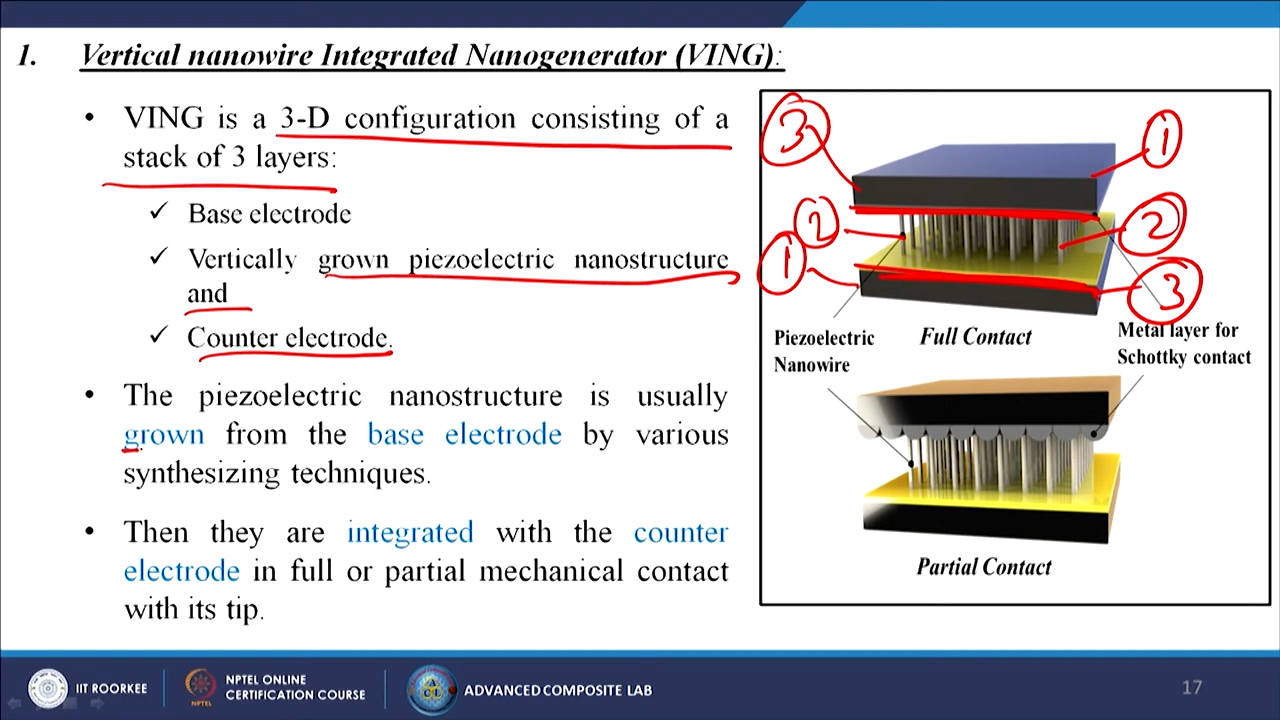 1. Vertical nanowire Integrated Nanogenerator (VING):
• VING is a 3-D configuration consisting of a
stack of 3 layers:
✓ Base electrode
✓ Vertically grown piezoelectric nanostructure
and
✓ Counter electrode.
• The piezoelectric nanostructure is usually
grown from the base electrode by various
synthesizing techniques.
• Then they are integrated with the counter
electrode in full or partial mechanical contact
with its tip.
3
1
2
2
1
3
Piezoelectric
Nanowire
Full Contact
Metal layer for
Schottky contact
Partial Contact
IIT ROORKEE
NPTEL
NPTEL ONLINE
CERTIFICATION COURSE
ACL
ADVANCED COMPOSITE LAB
17